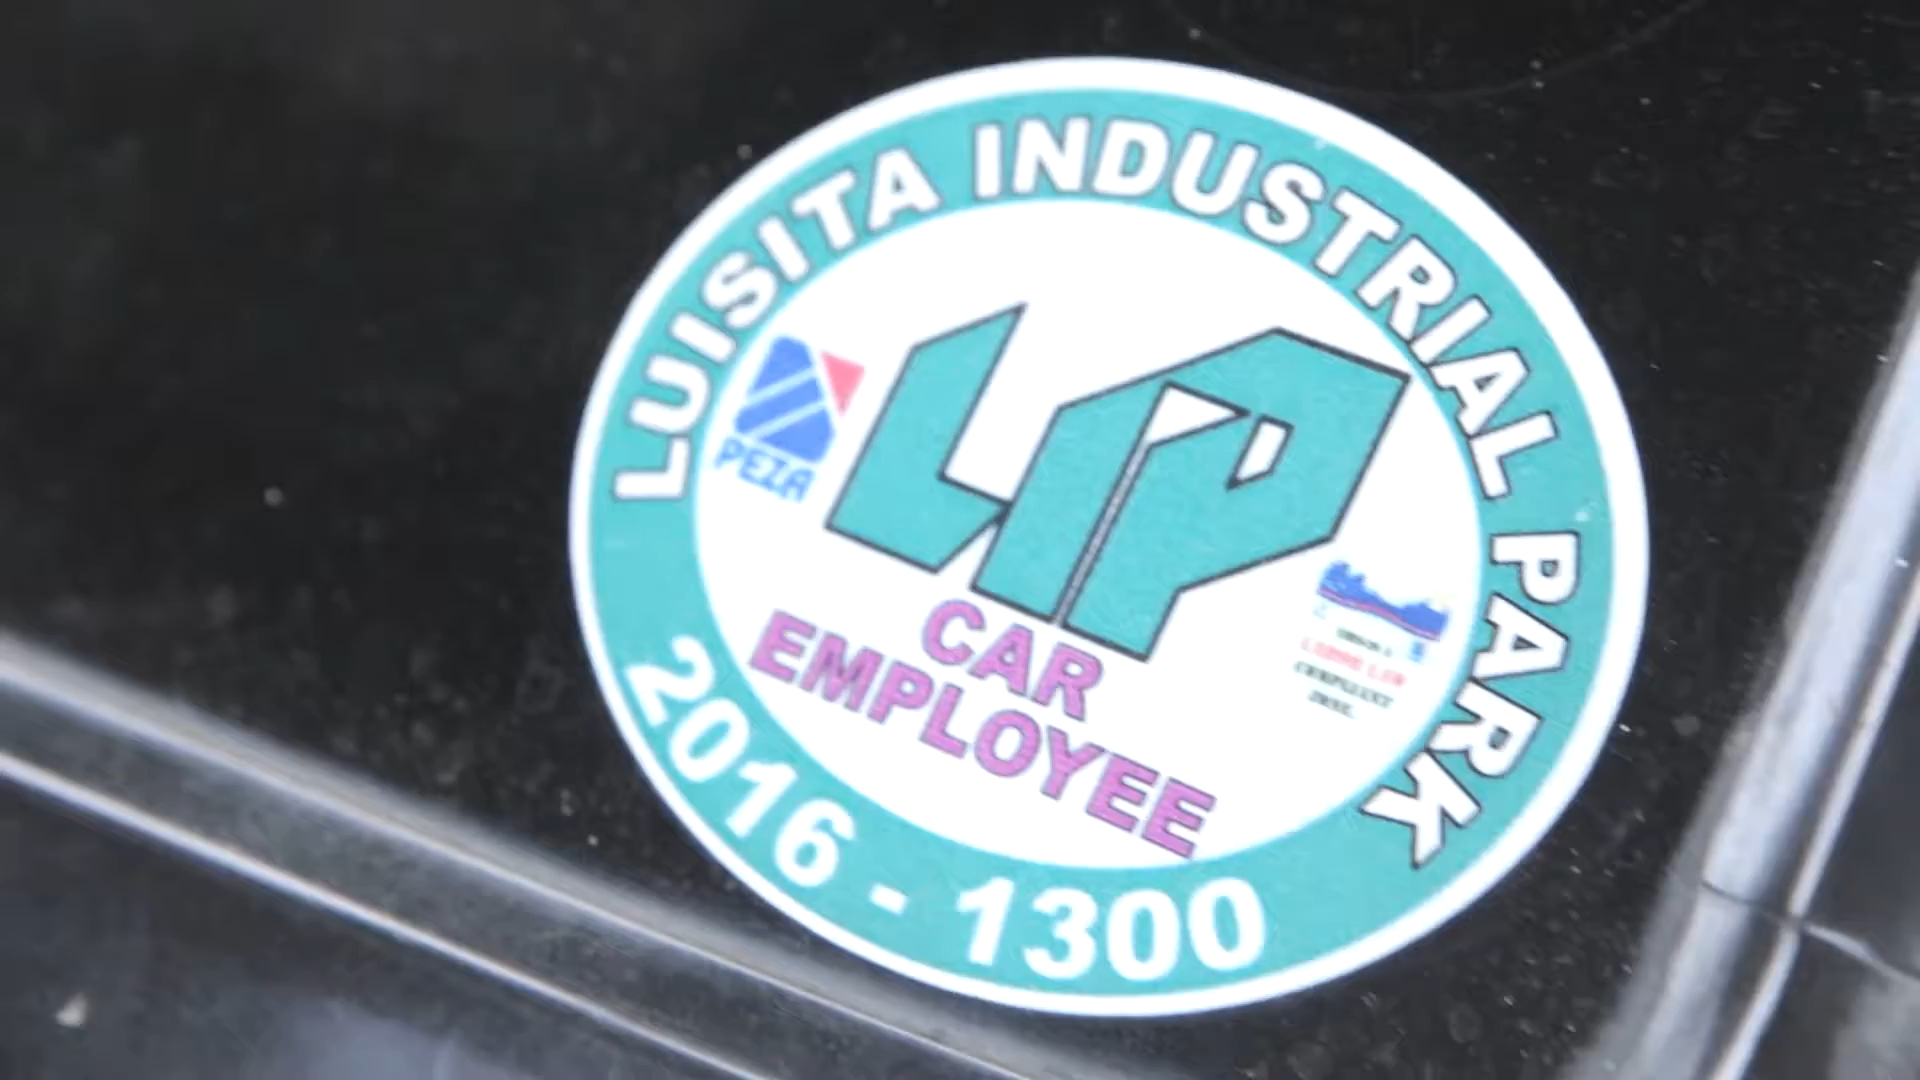 LUISITA INDUSTRIAL PARK
PEZA
LIP
CAR
EMPLOYEE
2016 - 1300